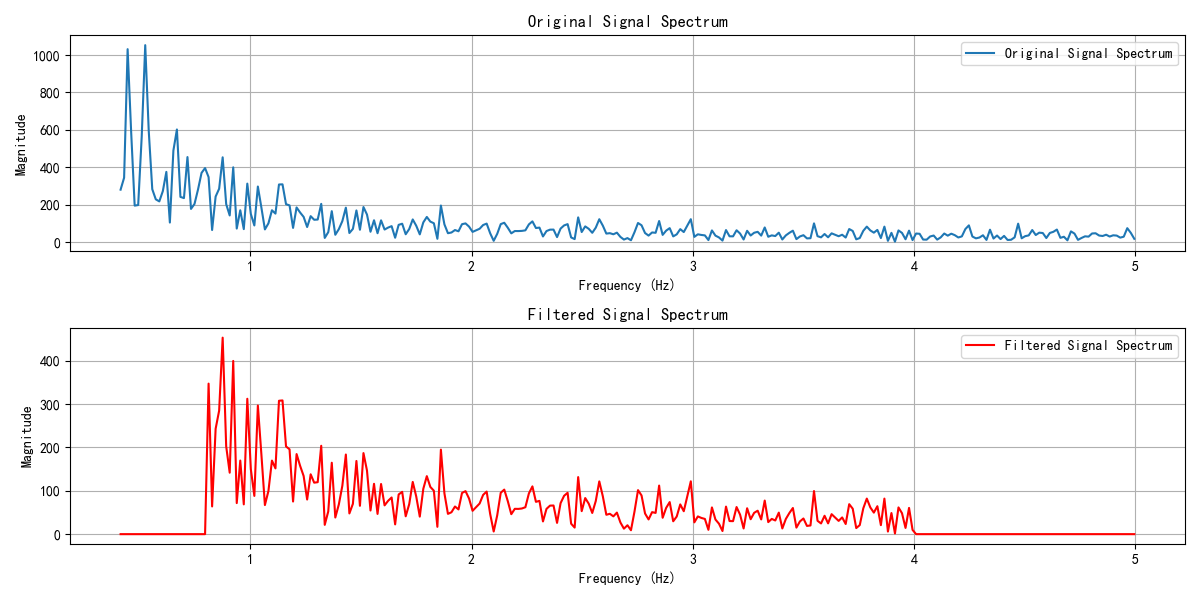 Original Signal Spectrum
1000
800
600
400
200
0
Magnitude
Original Signal Spectrum
1 2 3 4 5
Frequency (Hz)
Filtered Signal Spectrum
400
300
200
100
0
Magnitude
Filtered Signal Spectrum
1 2 3 4 5
Frequency (Hz)